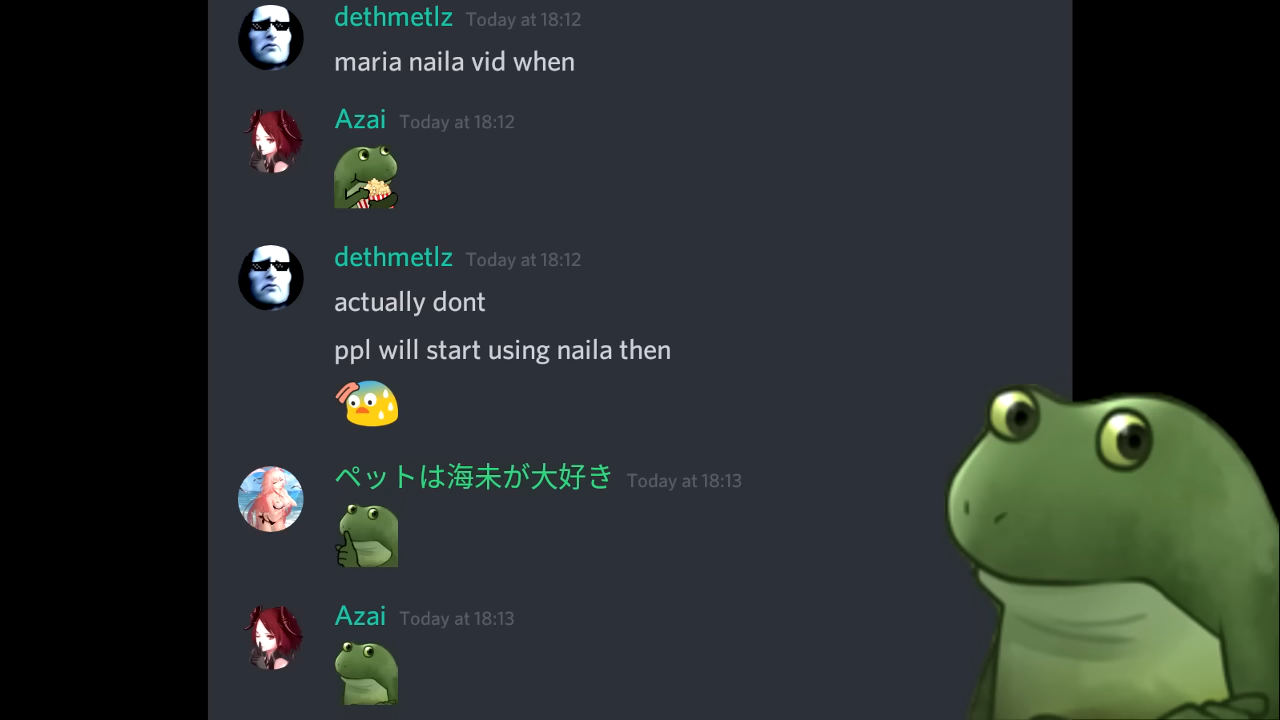 dethmetlz Today at 18:12
maria naila vid when
Azai Today at 18:12
dethmetlz Today at 18:12
actually dont
ppl will start using naila then
ペットは海未が大好き Today at 18:13
Azai Today at 18:13